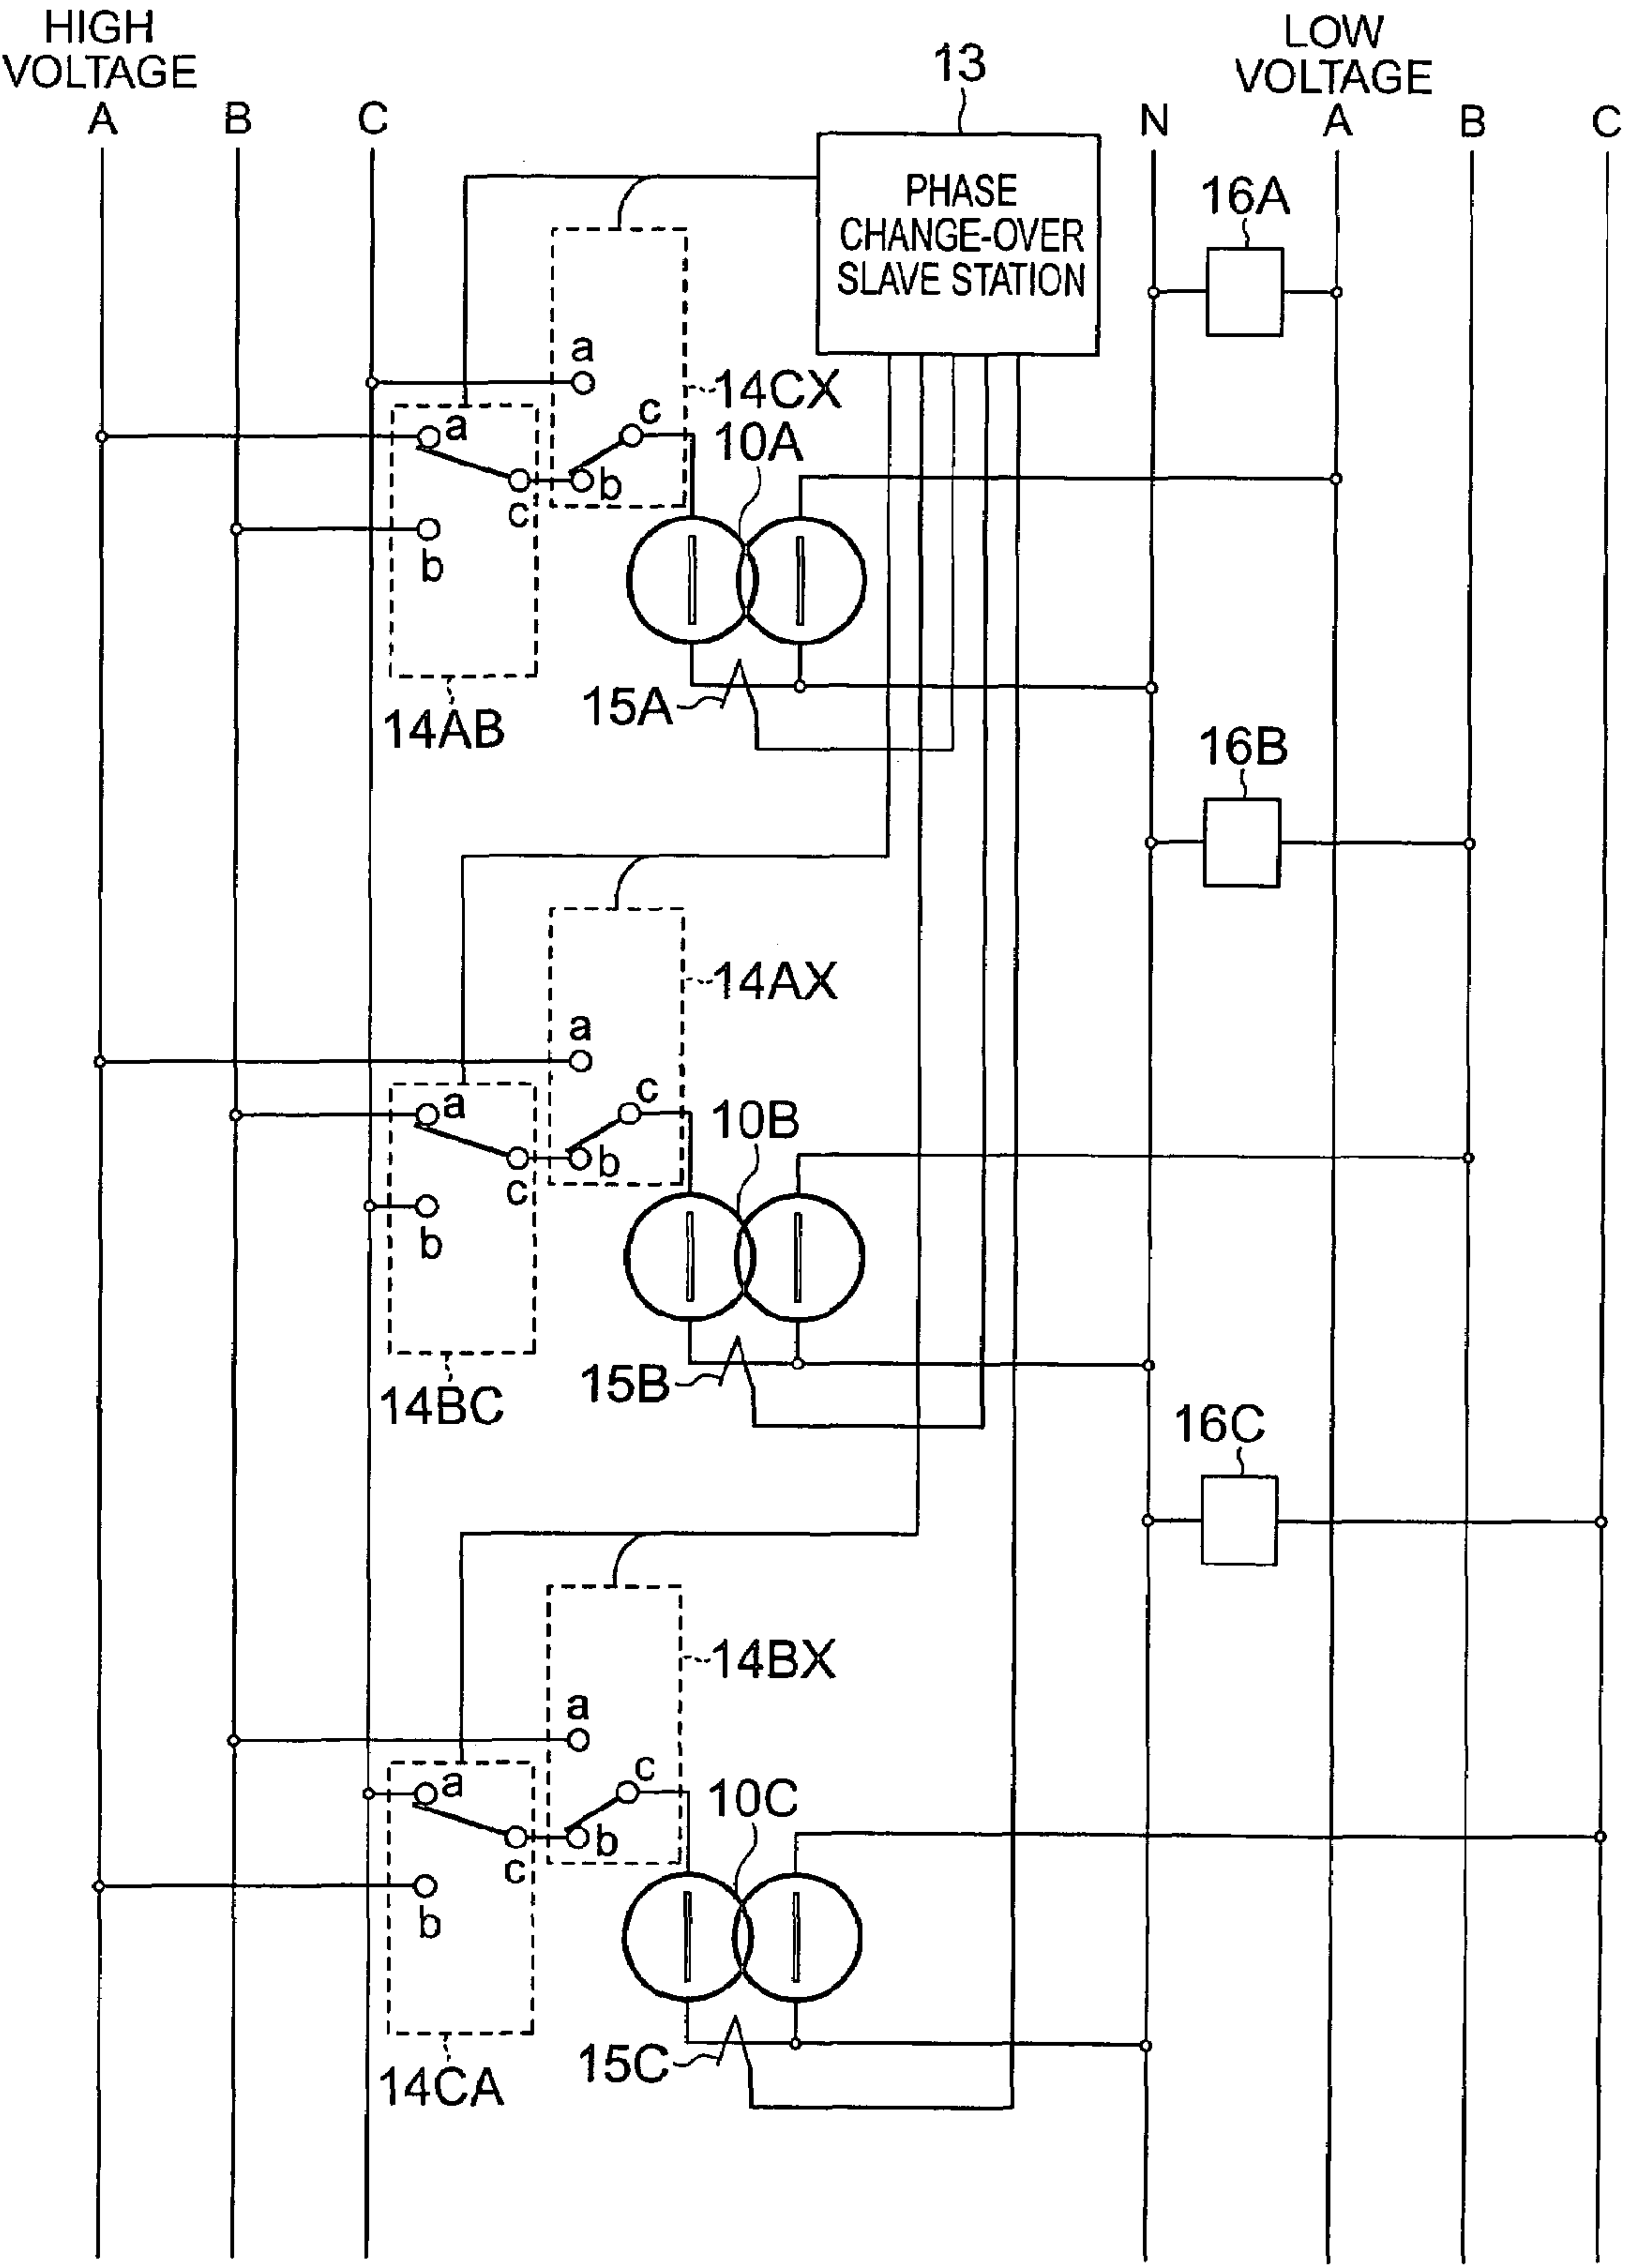 HIGH
VOLTAGE
A B C
13
N
LOW
VOLTAGE
A B C
PHASE
CHANGE-OVER
SLAVE STATION
16A
a
14CX
a
c
10A
c
b
b
15A
14AB
16B
14AX
a
a
c
10B
c
b
b
15B
14BC
16C
14BX
a
a
c
10C
c
b
b
15C
14CA